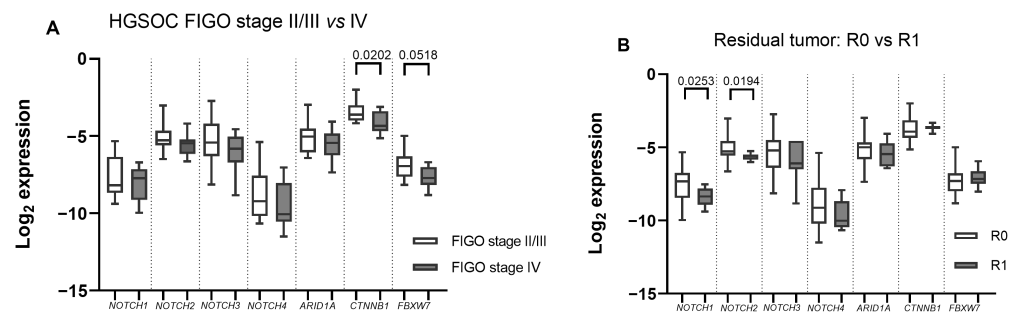 A
HGSOC FIGO stage II/III vs IV
0.0202
0.0518
0
−5
−10
−15
Log2 expression
FIGO stage II/III
FIGO stage IV
NOTCH1 NOTCH2 NOTCH3 NOTCH4 ARID1A CTNNB1 FBXW7
B
Residual tumor: R0 vs R1
0.0253
0.0194
0
−5
−10
−15
Log2 expression
R0
R1
NOTCH1 NOTCH2 NOTCH3 NOTCH4 ARID1A CTNNB1 FBXW7